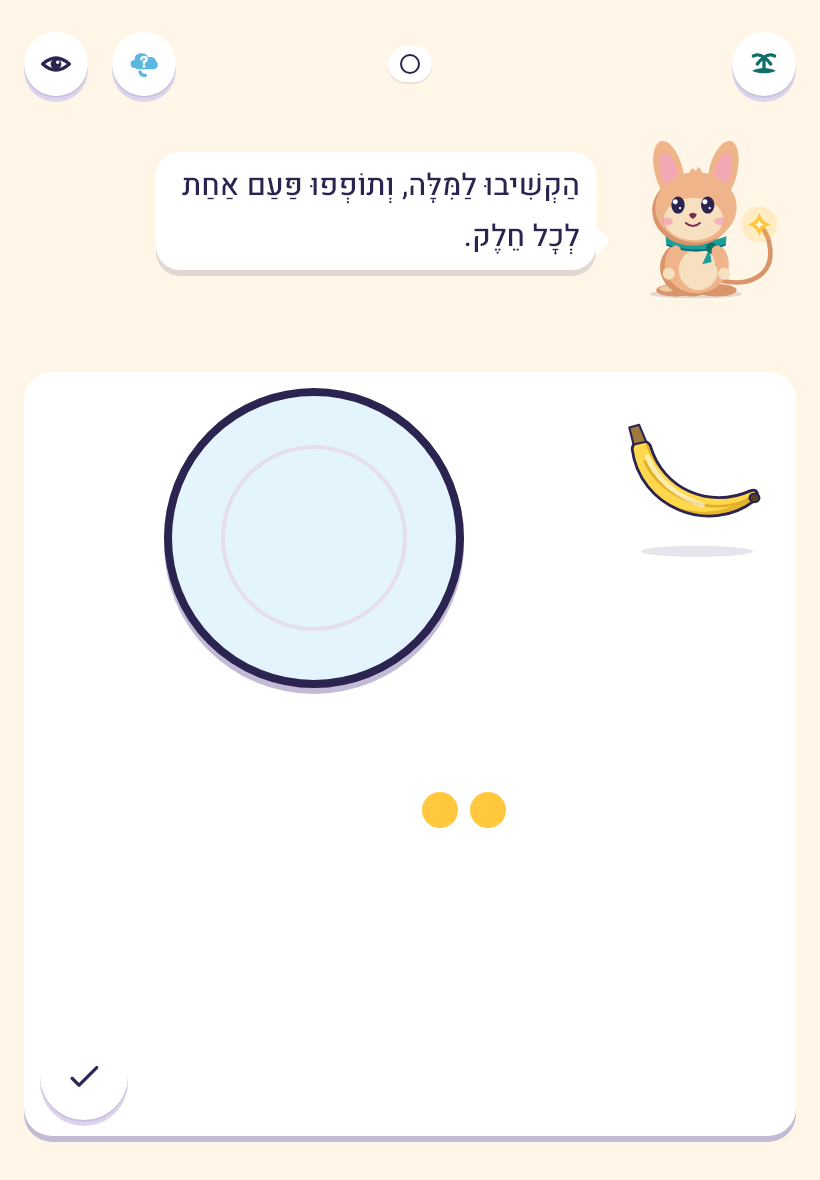 הַקְשִׁיבוּ לַמִּלָּה, וְתוֹפְפוּ פַּעַם אַחַת
לְכָל חֵלֶק.